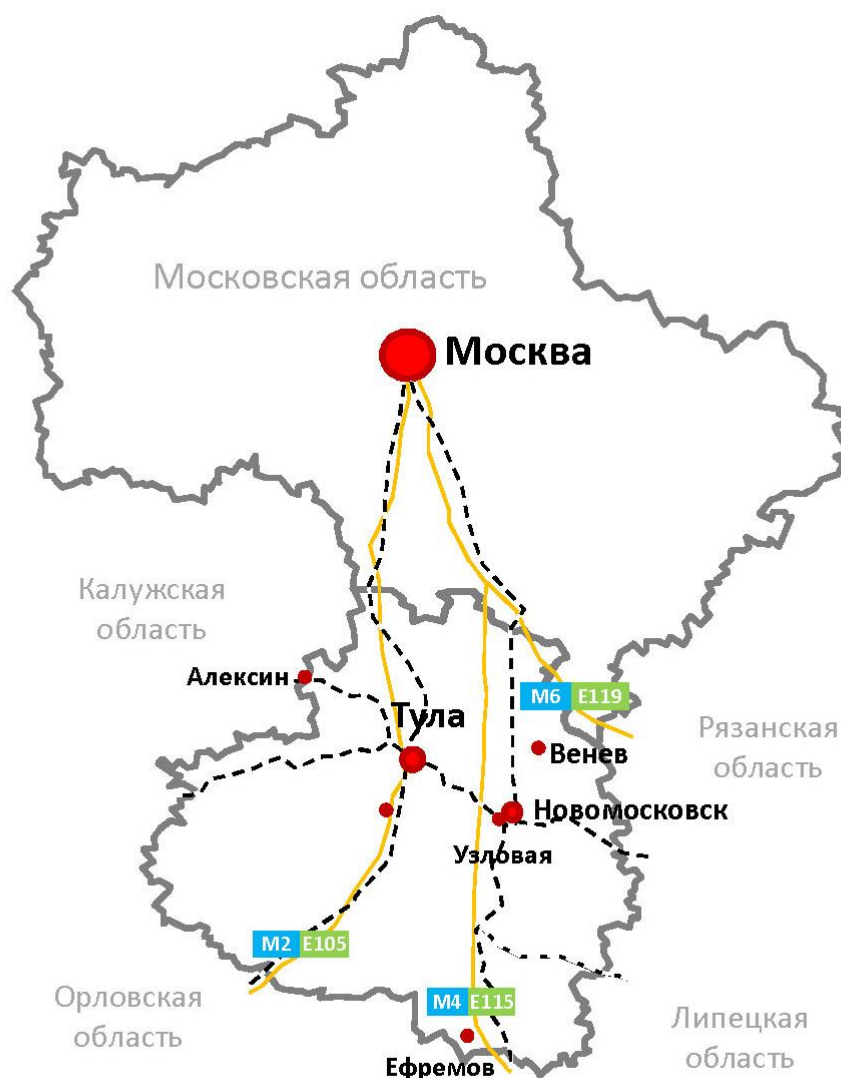 Московская область
Москва
Калужская
область
Алексин
Тула
M6 E119
Венев
Рязанская
область
Новомосковск
Узловая
M2 E105
Орловская
область
M4 E115
Липецкая
область
Ефремов